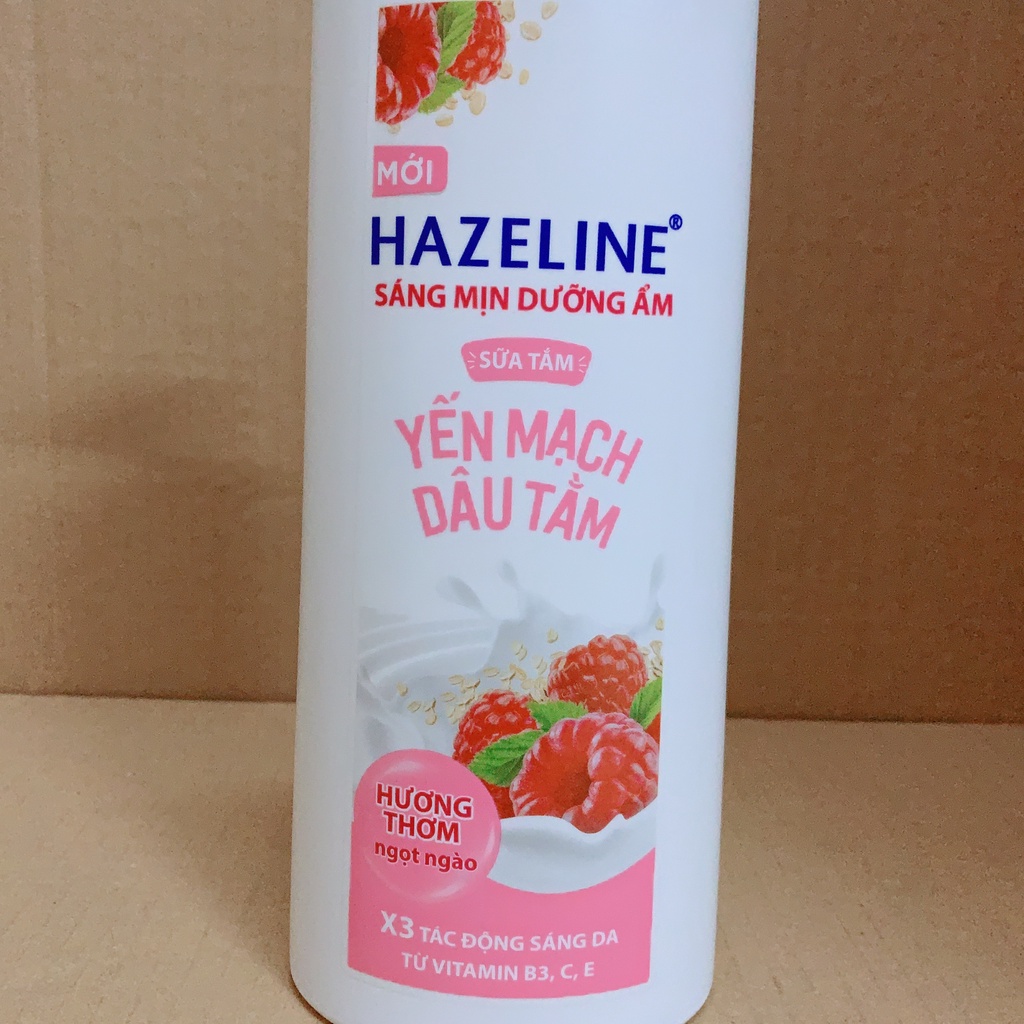 MỚI
HAZELINE®
SÁNG MỊN DƯỠNG ẨM
SỮA TẮM
YẾN MẠCH
DÂU TẰM
HƯƠNG
THƠM
ngọt ngào
X3 TÁC ĐỘNG SÁNG DA
TỪ VITAMIN B3, C, E